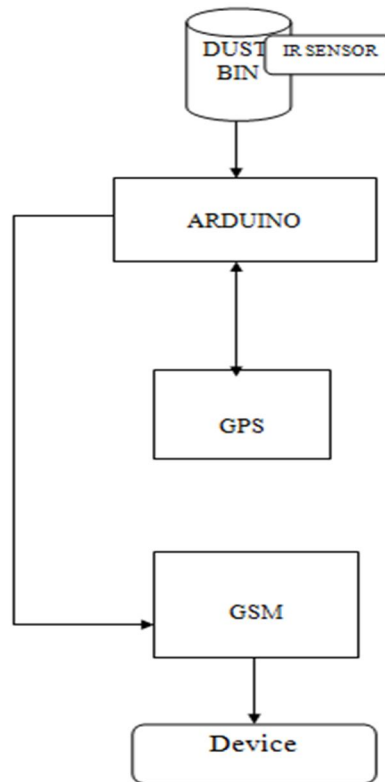 DUST
BIN
IR SENSOR
ARDUINO
GPS
GSM
Device